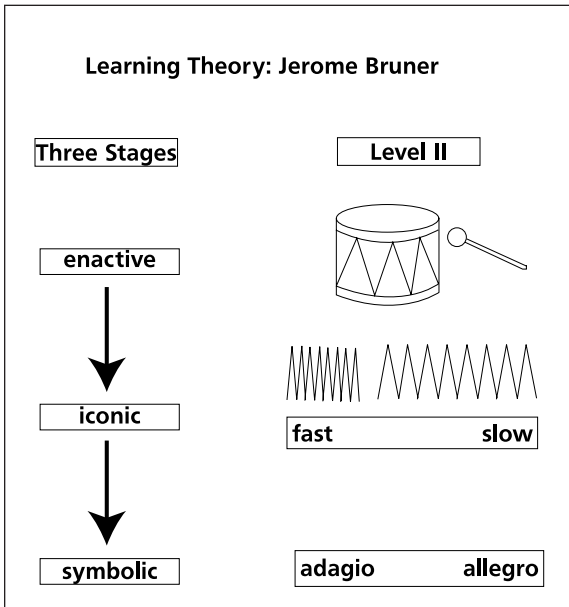 Learning Theory: Jerome Bruner
Three Stages
Level II
enactive
iconic
fast slow
symbolic
adagio allegro